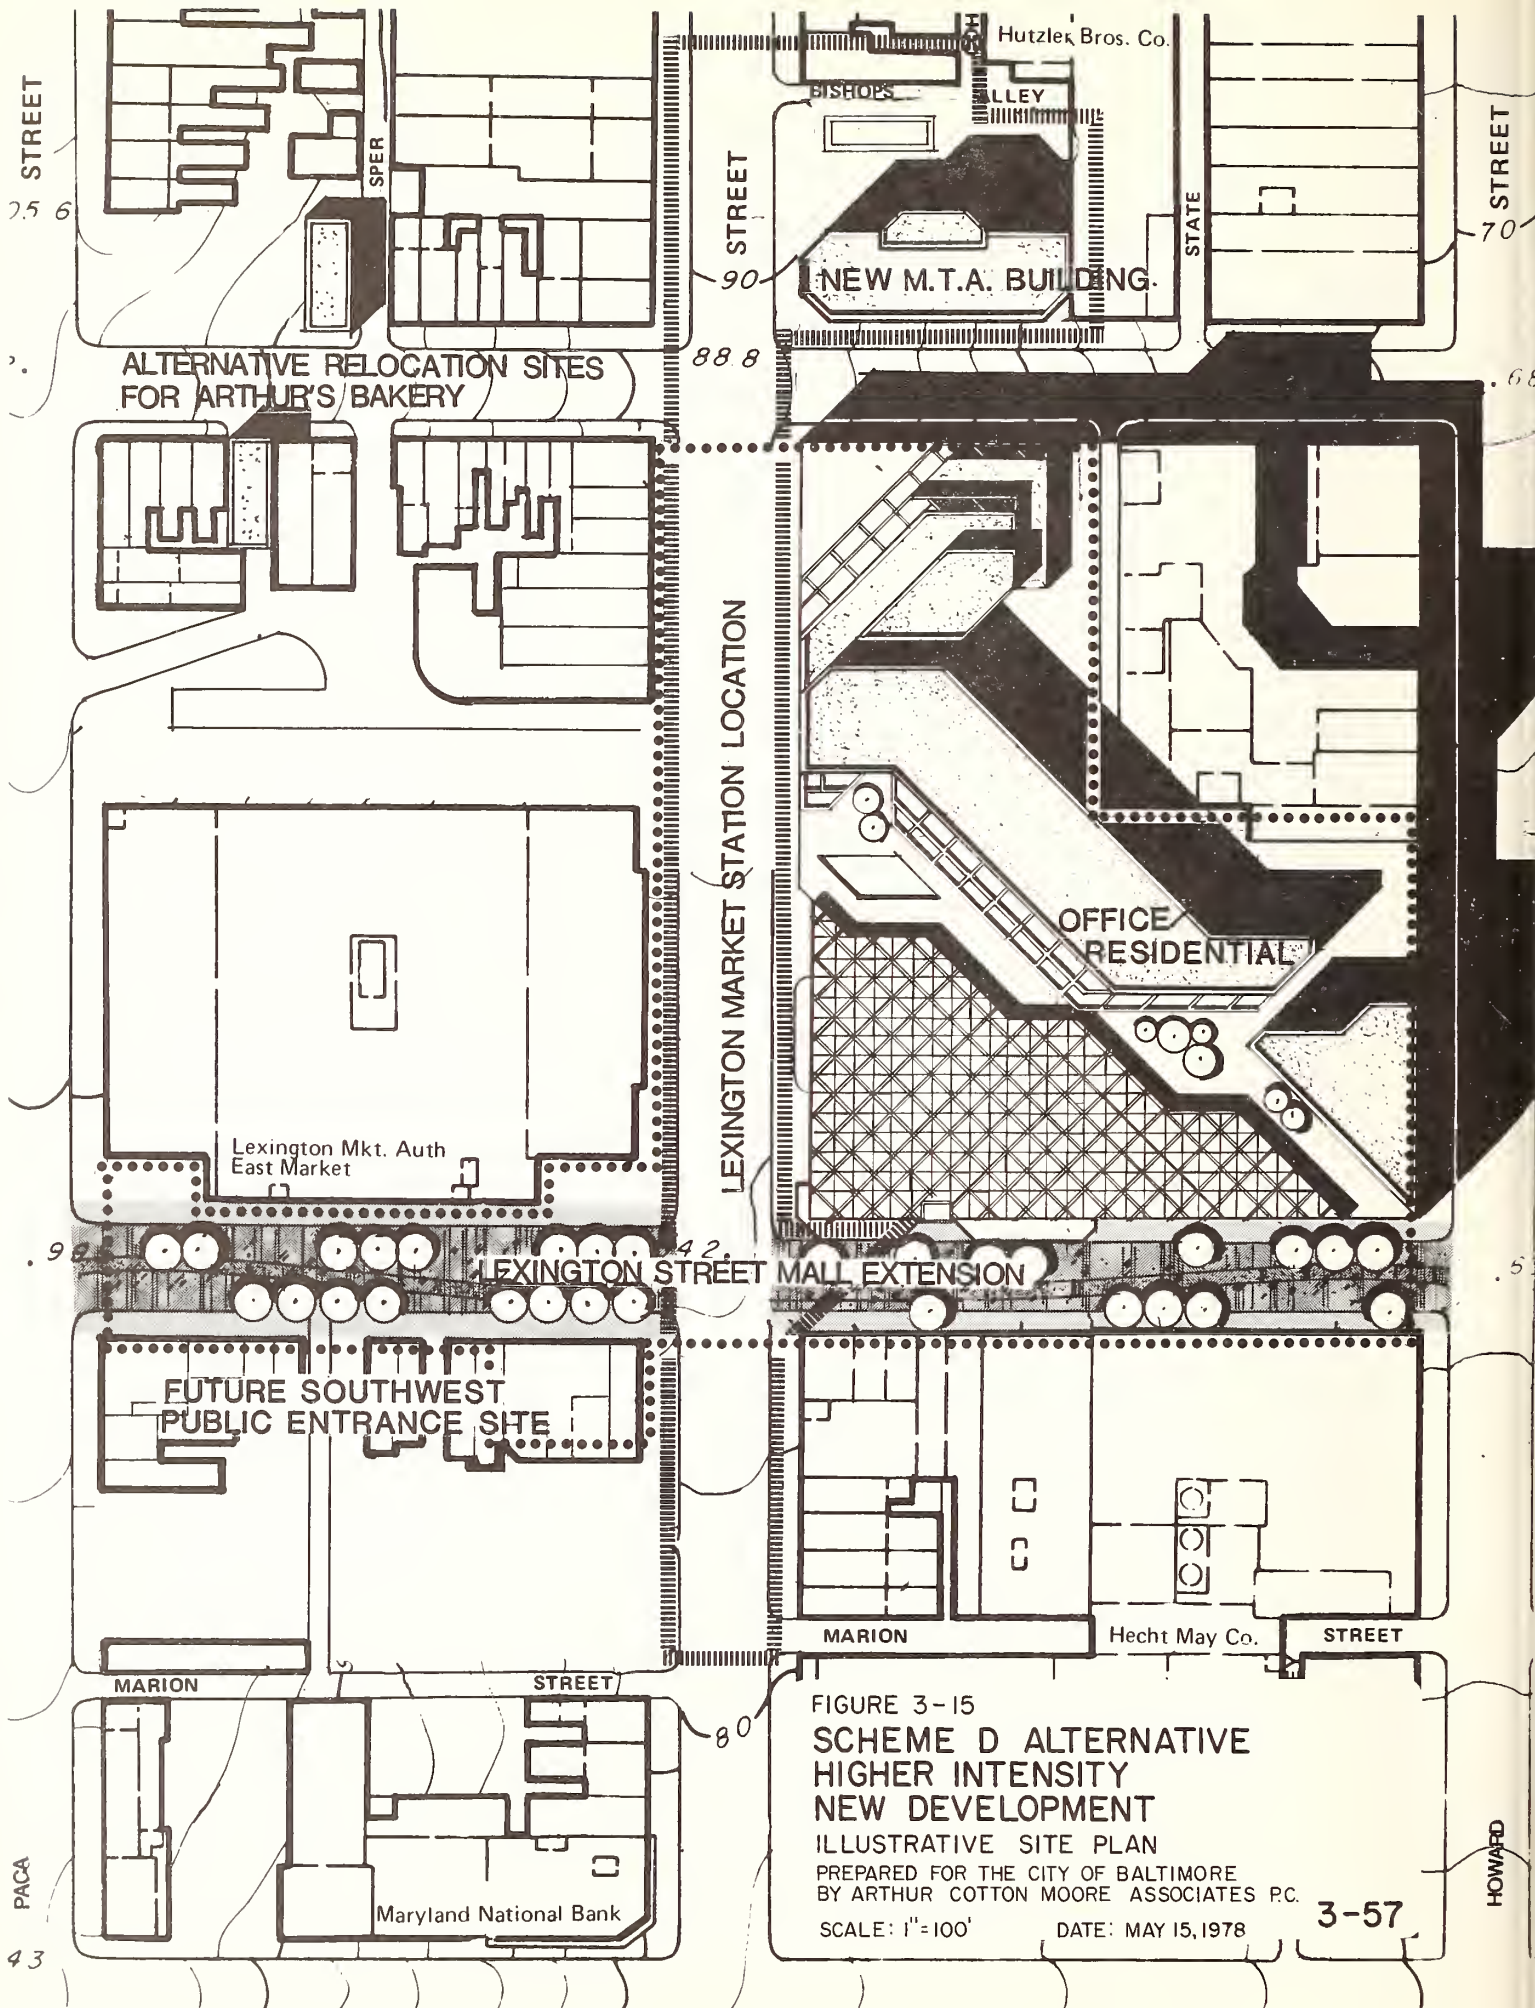 Hutzler Bros. Co.
BISHOPS
ALLEY
STREET
SPER
STREET
STATE
STREET
70
90
NEW M.T.A. BUILDING
88.8
ALTERNATIVE RELOCATION SITES
FOR ARTHUR'S BAKERY
LEXINGTON MARKET STATION LOCATION
OFFICE
RESIDENTIAL
Lexington Mkt. Auth
East Market
42.
LEXINGTON STREET MALL EXTENSION
FUTURE SOUTHWEST
PUBLIC ENTRANCE SITE
MARION
Hecht May Co.
STREET
MARION
STREET
80
FIGURE 3-15
SCHEME D ALTERNATIVE
HIGHER INTENSITY
NEW DEVELOPMENT
ILLUSTRATIVE SITE PLAN
PREPARED FOR THE CITY OF BALTIMORE
BY ARTHUR COTTON MOORE ASSOCIATES P.C.
SCALE: 1"=100'
DATE: MAY 15, 1978
3-57
PACA
HOWARD
Maryland National Bank
43